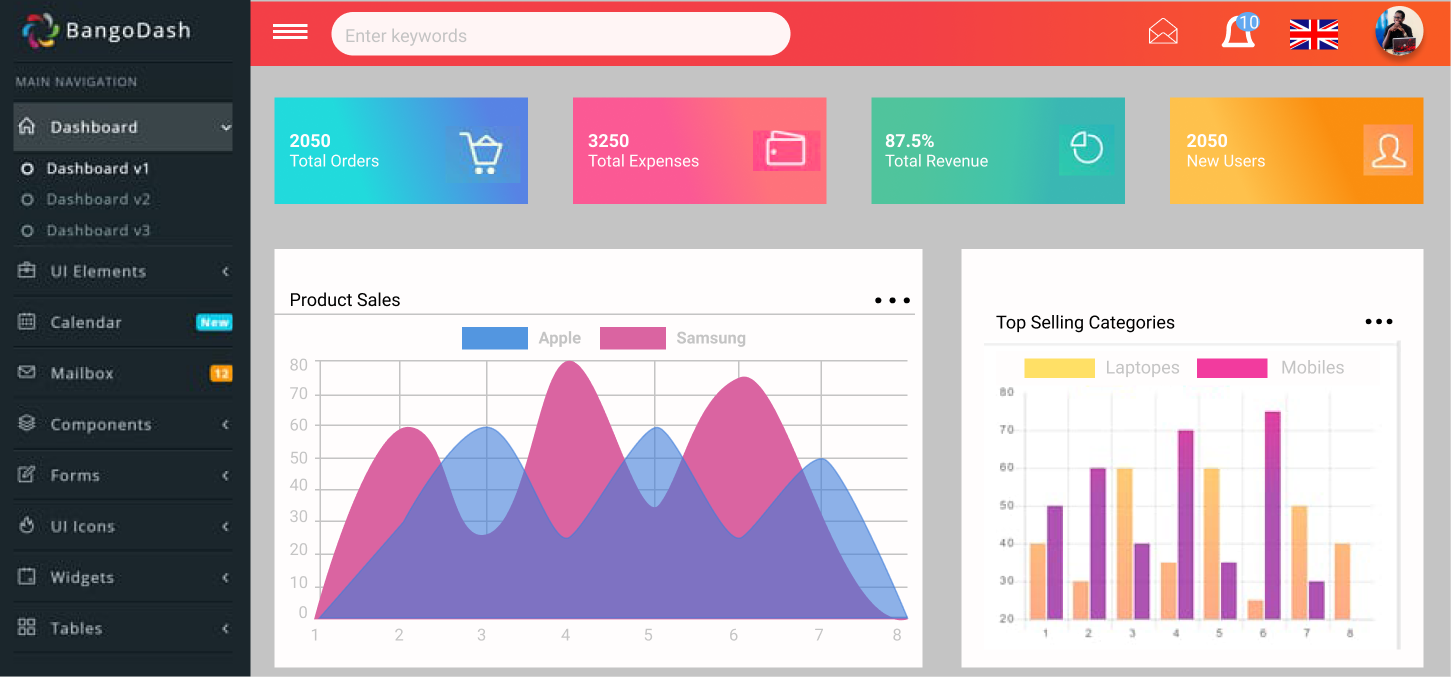 BangoDash
MAIN NAVIGATION
Dashboard
Dashboard v1
Dashboard v2
Dashboard v3
UI Elements
Calendar New
Mailbox 12
Components
Forms
UI Icons
Widgets
Tables
Enter keywords
10
2050
Total Orders
3250
Total Expenses
87.5%
Total Revenue
2050
New Users
Product Sales
Apple Samsung
80
70
60
50
40
30
20
10
0
1 2 3 4 5 6 7 8
Top Selling Categories
Laptopes Mobiles
80
70
60
50
40
30
20
1 2 3 4 5 6 7 8